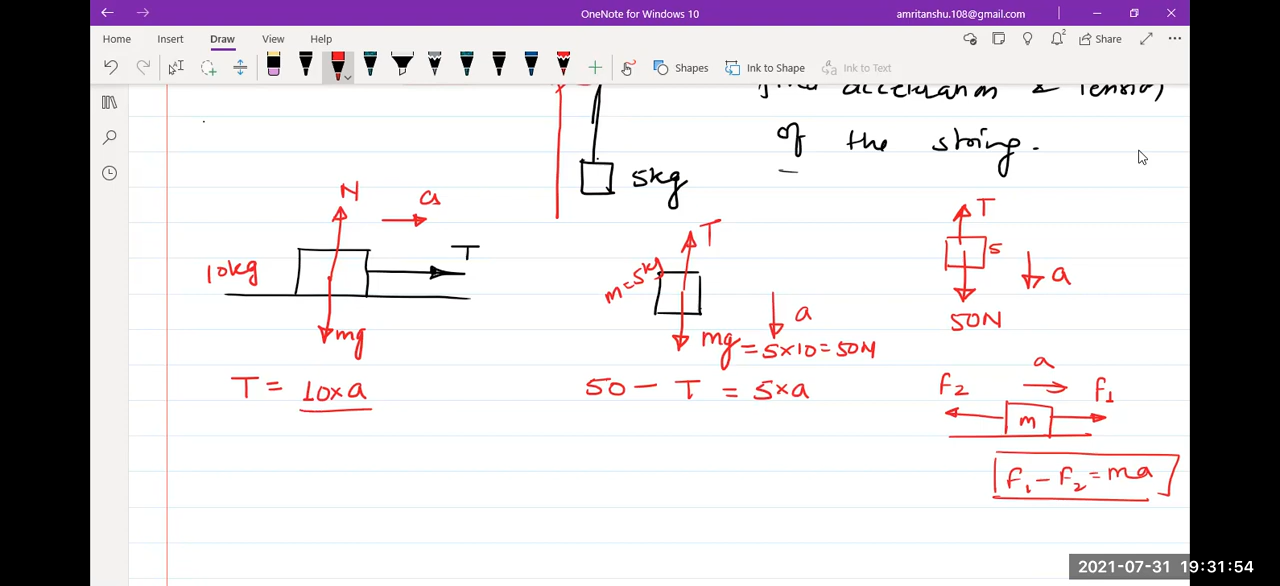 OneNote for Windows 10
amritanshu.108@gmail.com
Home Insert Draw View Help
Share
Shapes
Ink to Shape
Ink to Text
acceleration & Tension
of the string.
5kg
N
a
T
10kg
mg
T = 10×a
T
m=5kg
a
mg = 5×10 = 50N
50 - T = 5×a
T
5
a
50N
a
F2 F1
m
F1 - F2 = ma
2021-07-31 19:31:54